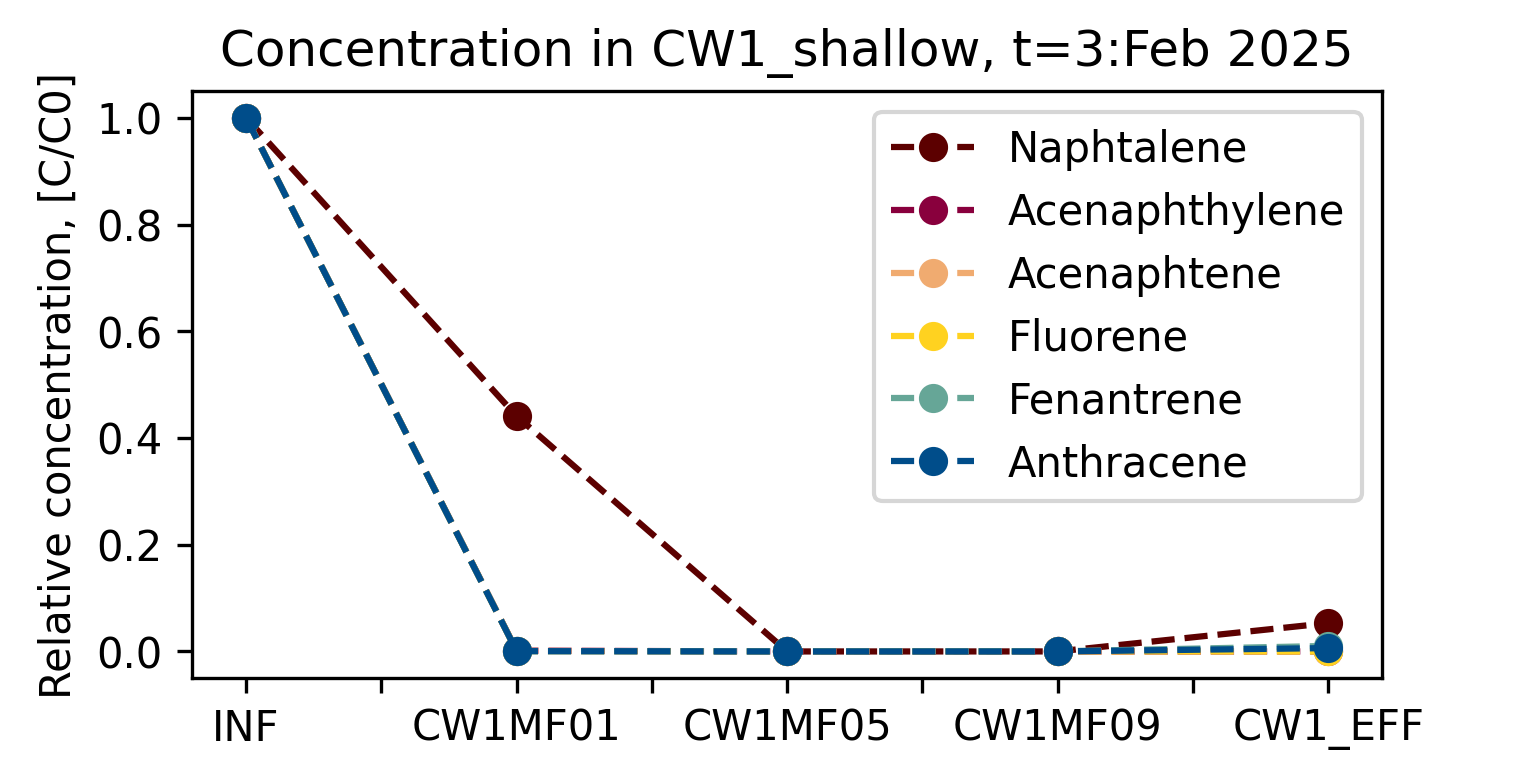 Concentration in CW1_shallow, t=3:Feb 2025
Relative concentration, [C/C0]
1.0
0.8
0.6
0.4
0.2
0.0
Naphtalene
Acenaphthylene
Acenaphtene
Fluorene
Fenantrene
Anthracene
INF CW1MF01 CW1MF05 CW1MF09 CW1_EFF